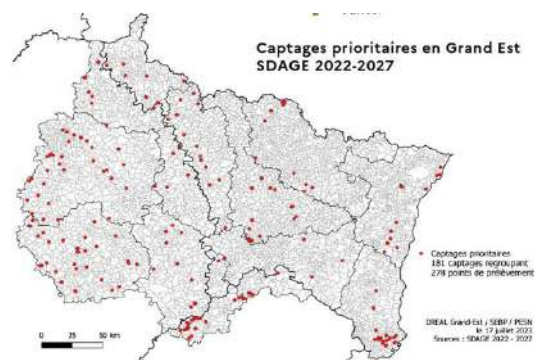 Captages prioritaires en Grand Est
SDAGE 2022-2027
Captages prioritaires
181 captages regroupant
278 points de prélèvement
0 25 50 km
DREAL Grand-Est / SEBP / PESN
le 17 juillet 2023
Sources : SDAGE 2022 - 2027